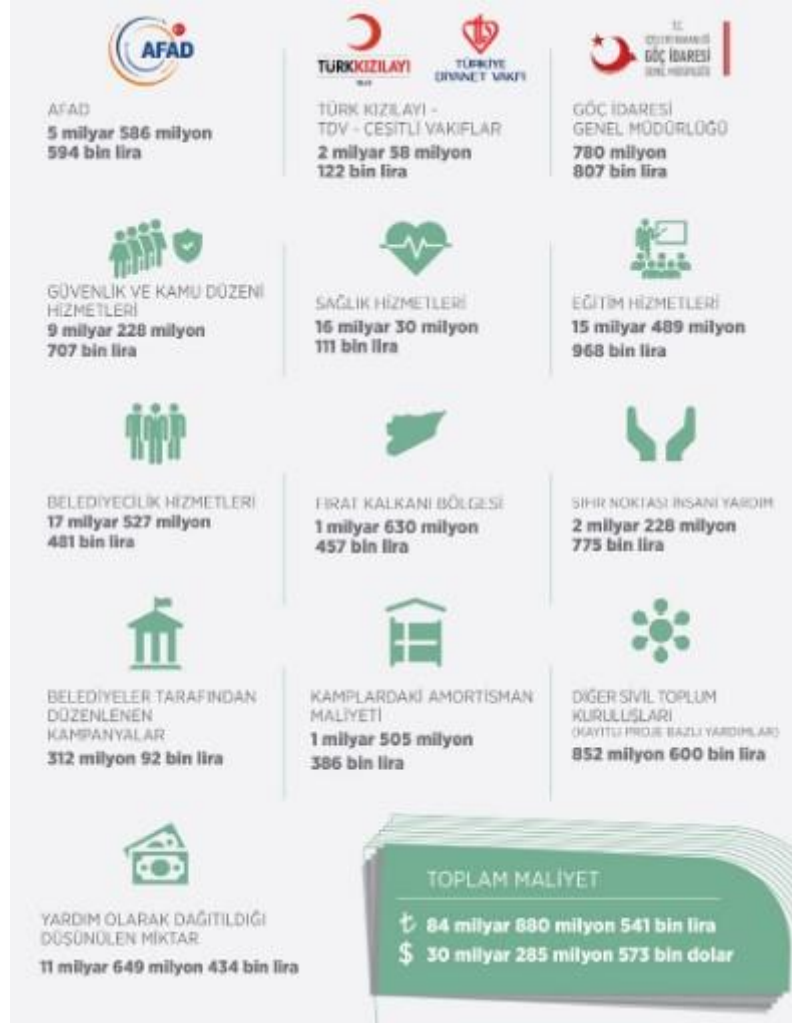 AFAD
TÜRKKIZILAYI
TÜRKİYE
DİYANET VAKFI
T.C.
İÇİŞLERİ BAKANLIĞI
GÖÇ İDARESİ
GENEL MÜDÜRLÜĞÜ
AFAD
5 milyar 586 milyon
594 bin lira
TÜRK KIZILAYI -
TDV - ÇEŞİTLİ VAKIFLAR
2 milyar 58 milyon
122 bin lira
GÖÇ İDARESİ
GENEL MÜDÜRLÜĞÜ
780 milyon
807 bin lira
GÜVENLİK VE KAMU DÜZENİ
HİZMETLERİ
9 milyar 228 milyon
707 bin lira
SAĞLIK HİZMETLERİ
16 milyar 30 milyon
111 bin lira
EĞİTİM HİZMETLERİ
15 milyar 489 milyon
968 bin lira
BELEDİYECİLİK HİZMETLERİ
17 milyar 527 milyon
481 bin lira
FIRAT KALKANI BÖLGESİ
1 milyar 630 milyon
457 bin lira
SIFIR NOKTASI İNSANİ YARDIM
2 milyar 228 milyon
775 bin lira
BELEDİYELER TARAFINDAN
DÜZENLENEN
KAMPANYALAR
312 milyon 92 bin lira
KAMPLARDAKİ AMORTİSMAN
MALİYETİ
1 milyar 505 milyon
386 bin lira
DİĞER SİVİL TOPLUM
KURULUŞLARI
(KAYITLI PROJE BAZLI YARDIMLAR)
852 milyon 600 bin lira
YARDIM OLARAK DAĞITILDIĞI
DÜŞÜNÜLEN MİKTAR
11 milyar 649 milyon 434 bin lira
TOPLAM MALİYET
₺ 84 milyar 880 milyon 541 bin lira
$ 30 milyar 285 milyon 573 bin dolar